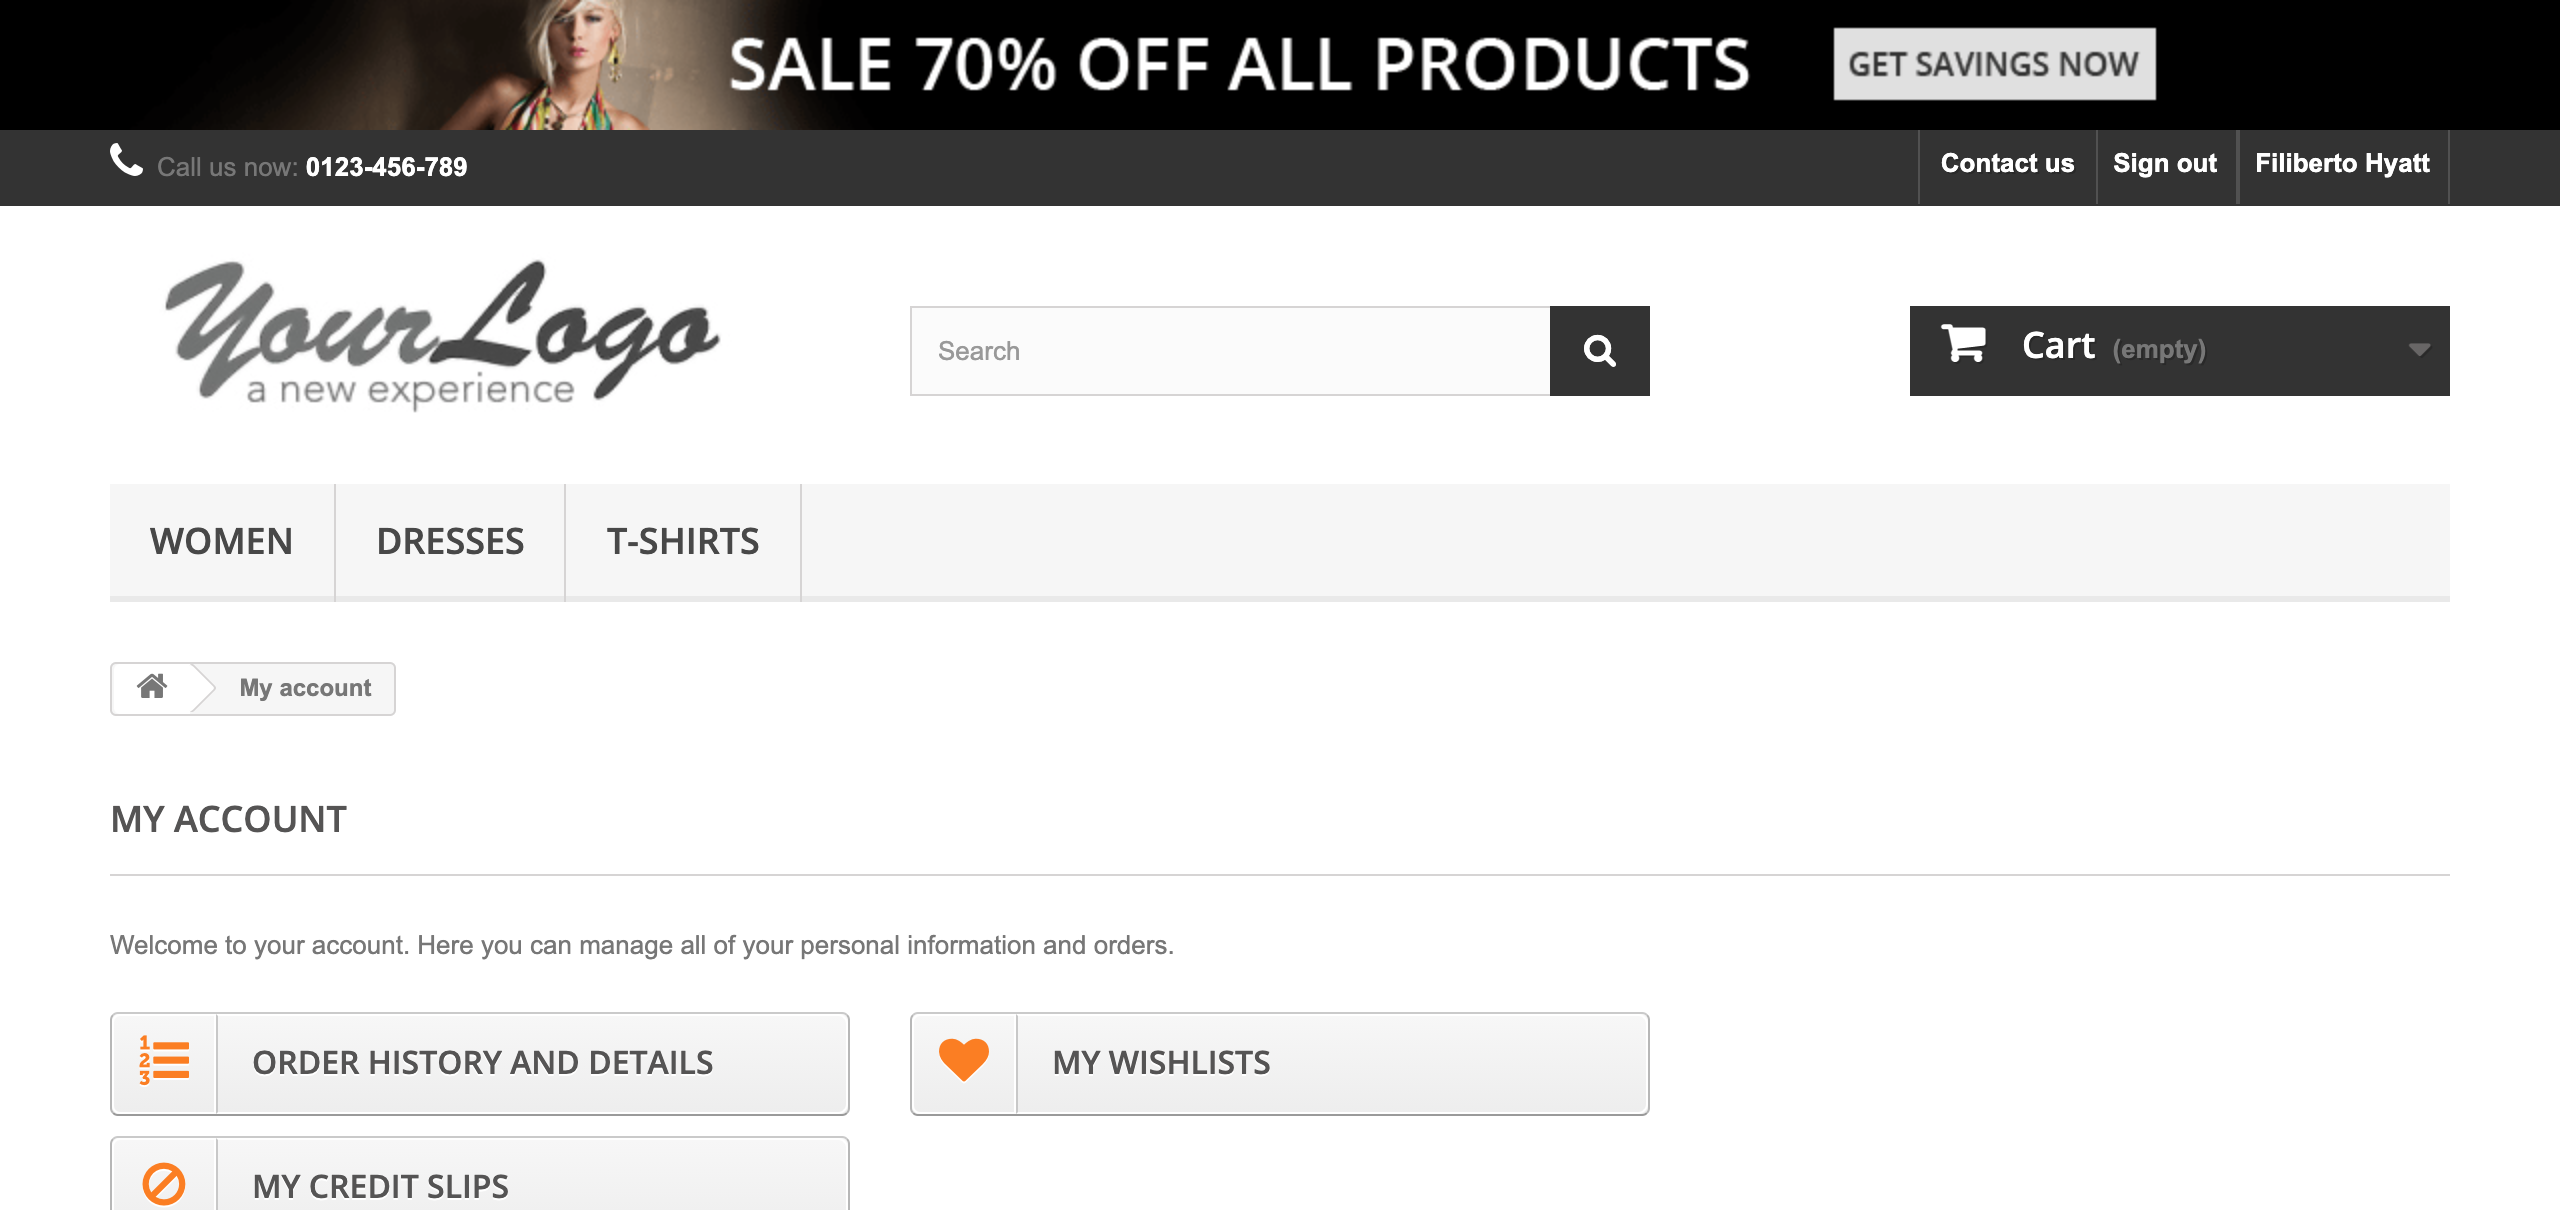 SALE 70% OFF ALL PRODUCTS
GET SAVINGS NOW
Call us now: 0123-456-789
Contact us
Sign out
Filiberto Hyatt
YourLogo
a new experience
Search
Cart (empty)
WOMEN
DRESSES
T-SHIRTS
My account
MY ACCOUNT
Welcome to your account. Here you can manage all of your personal information and orders.
1
2
3
ORDER HISTORY AND DETAILS
MY WISHLISTS
MY CREDIT SLIPS